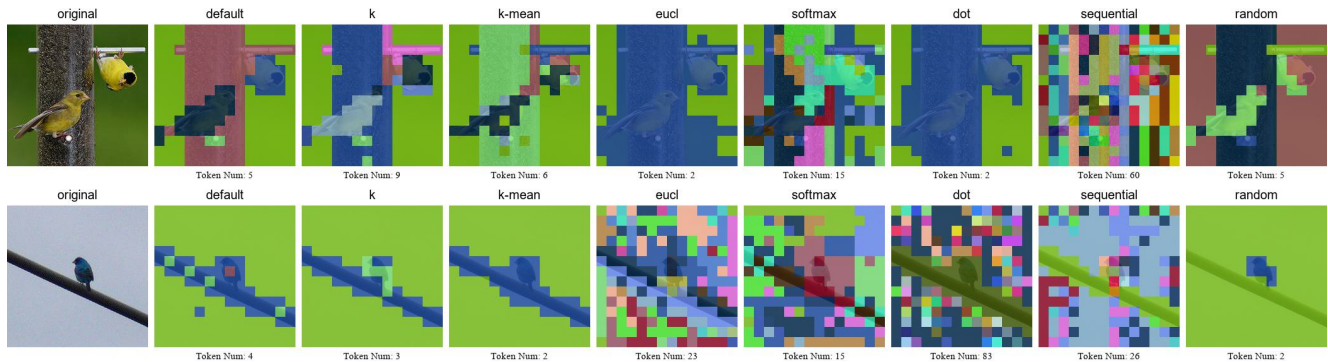 original default k k-mean eucl softmax dot sequential random
Token Num: 5 Token Num: 9 Token Num: 6 Token Num: 2 Token Num: 15 Token Num: 2 Token Num: 60 Token Num: 5
original default k k-mean eucl softmax dot sequential random
Token Num: 4 Token Num: 3 Token Num: 2 Token Num: 23 Token Num: 15 Token Num: 83 Token Num: 26 Token Num: 2